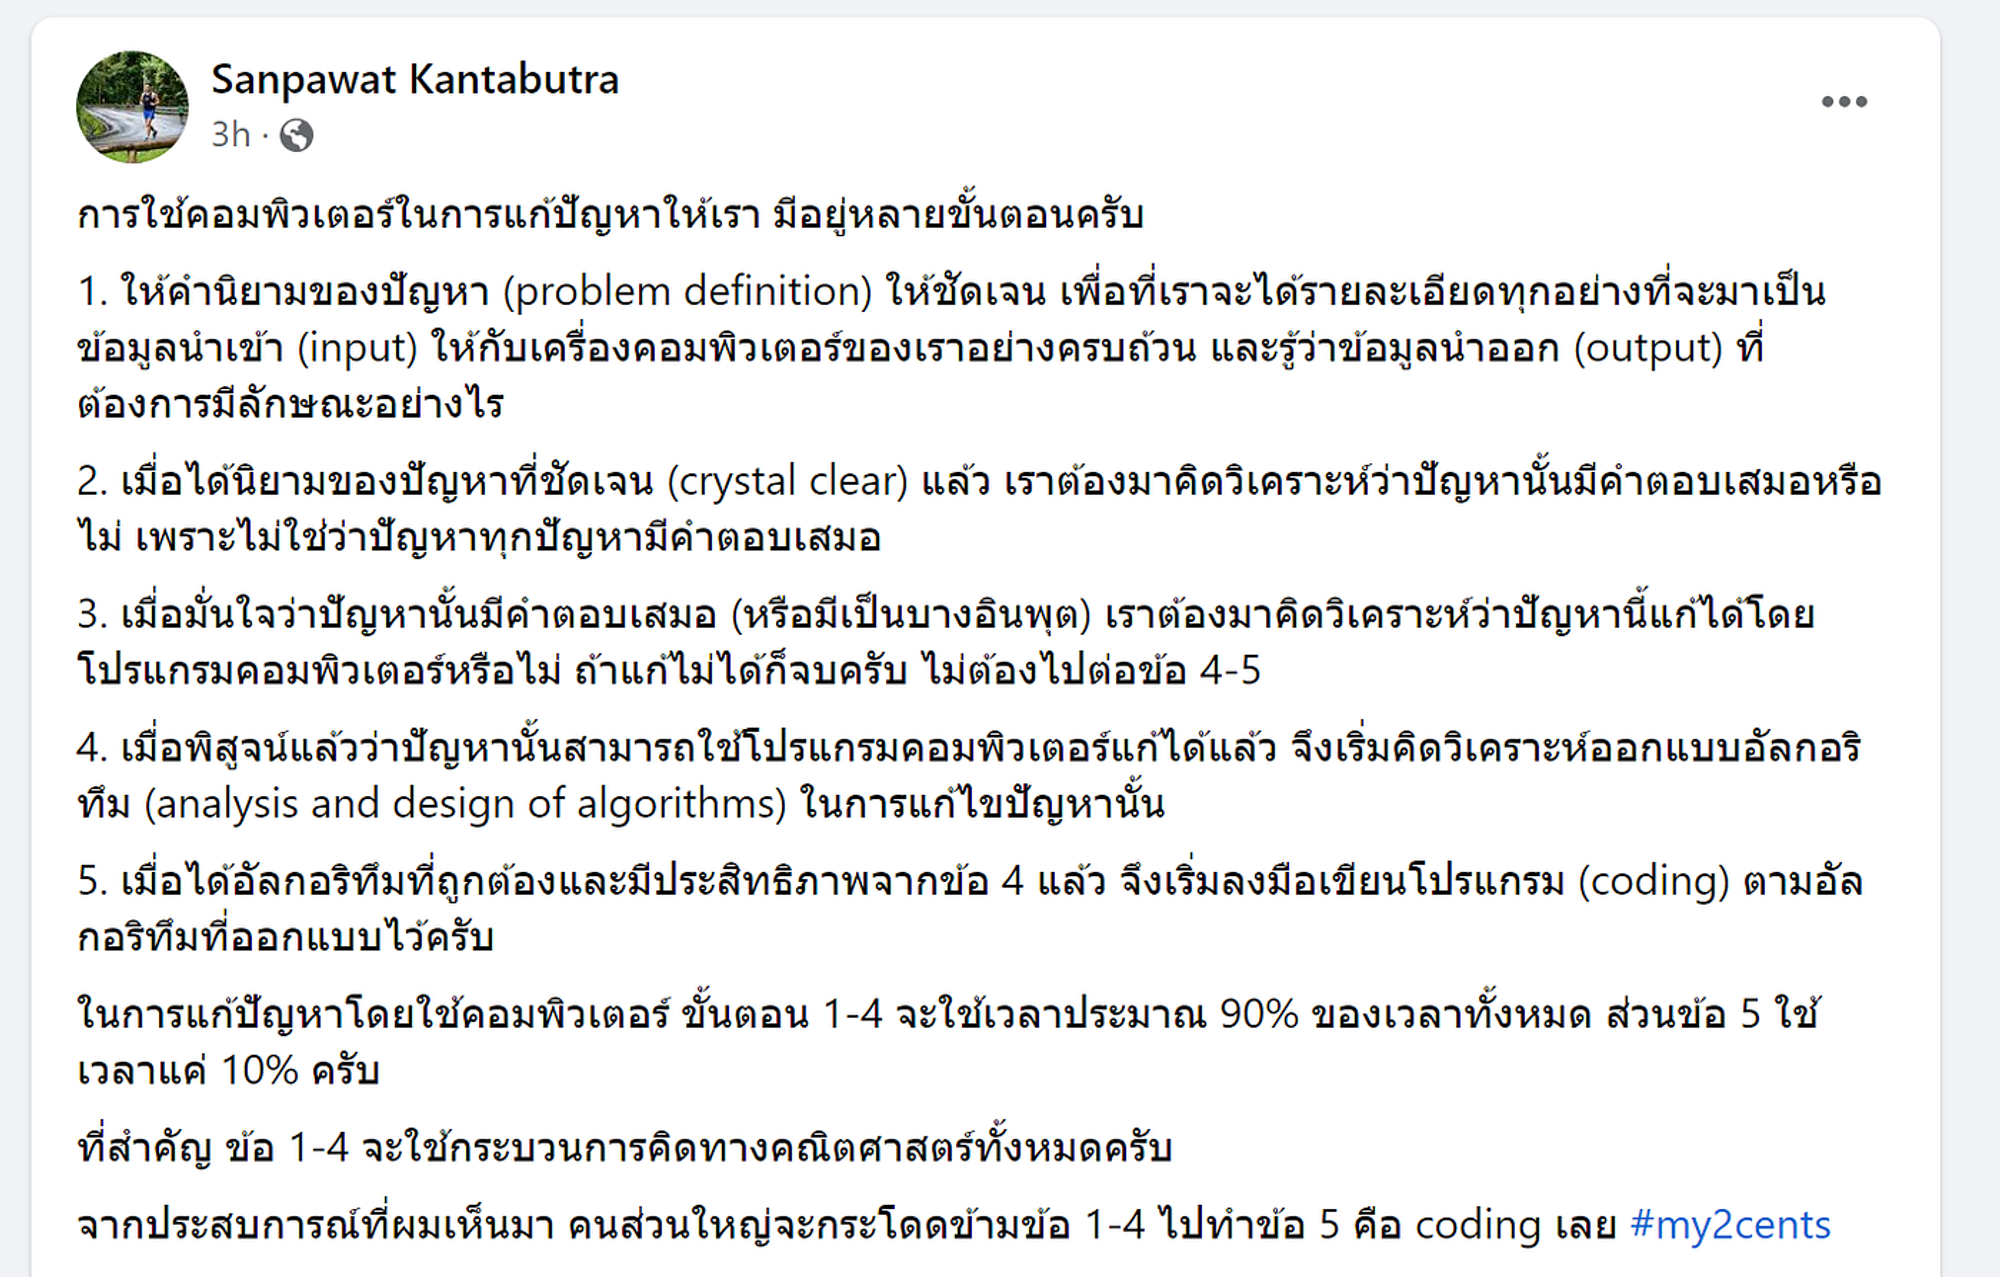 Sanpawat Kantabutra
3h ·
การใช้คอมพิวเตอร์ในการแก้ปัญหาให้เรา มีอยู่หลายขั้นตอนครับ
1. ให้คำนิยามของปัญหา (problem definition) ให้ชัดเจน เพื่อที่เราจะได้รายละเอียดทุกอย่างที่จะมาเป็น
ข้อมูลนำเข้า (input) ให้กับเครื่องคอมพิวเตอร์ของเราอย่างครบถ้วน และรู้ว่าข้อมูลนำออก (output) ที่
ต้องการมีลักษณะอย่างไร
2. เมื่อได้นิยามของปัญหาที่ชัดเจน (crystal clear) แล้ว เราต้องมาคิดวิเคราะห์ว่าปัญหานั้นมีคำตอบเสมอหรือ
ไม่ เพราะไม่ใช่ว่าปัญหาทุกปัญหามีคำตอบเสมอ
3. เมื่อมั่นใจว่าปัญหานั้นมีคำตอบเสมอ (หรือมีเป็นบางอินพุต) เราต้องมาคิดวิเคราะห์ว่าปัญหานี้แก้ได้โดย
โปรแกรมคอมพิวเตอร์หรือไม่ ถ้าแก้ไม่ได้ก็จบครับ ไม่ต้องไปต่อข้อ 4-5
4. เมื่อพิสูจน์แล้วว่าปัญหานั้นสามารถใช้โปรแกรมคอมพิวเตอร์แก้ได้แล้ว จึงเริ่มคิดวิเคราะห์ออกแบบอัลกอริ
ทึม (analysis and design of algorithms) ในการแก้ไขปัญหานั้น
5. เมื่อได้อัลกอริทึมที่ถูกต้องและมีประสิทธิภาพจากข้อ 4 แล้ว จึงเริ่มลงมือเขียนโปรแกรม (coding) ตามอัล
กอริทึมที่ออกแบบไว้ครับ
ในการแก้ปัญหาโดยใช้คอมพิวเตอร์ ขั้นตอน 1-4 จะใช้เวลาประมาณ 90% ของเวลาทั้งหมด ส่วนข้อ 5 ใช้
เวลาแค่ 10% ครับ
ที่สำคัญ ข้อ 1-4 จะใช้กระบวนการคิดทางคณิตศาสตร์ทั้งหมดครับ
จากประสบการณ์ที่ผมเห็นมา คนส่วนใหญ่จะกระโดดข้ามข้อ 1-4 ไปทำข้อ 5 คือ coding เลย #my2cents